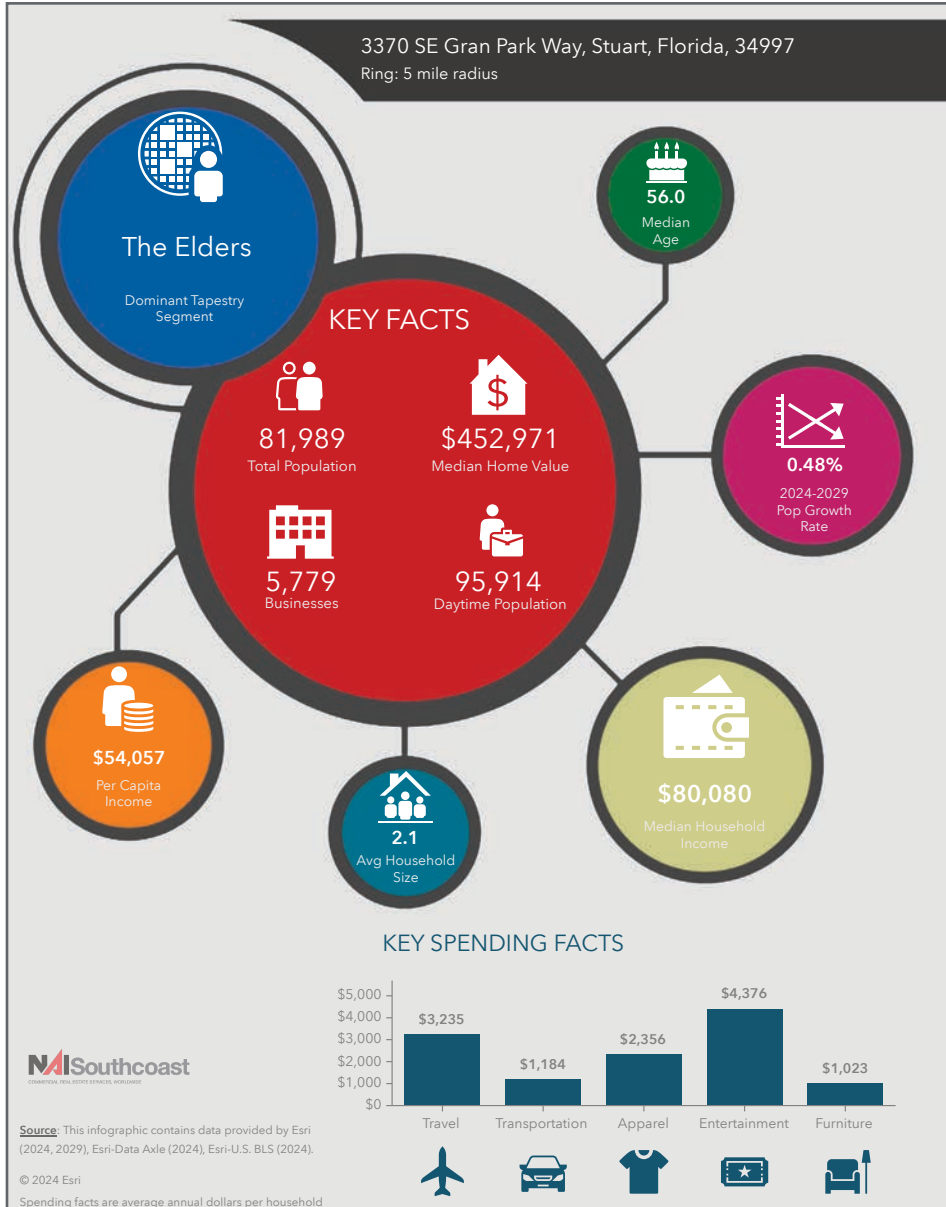 3370 SE Gran Park Way, Stuart, Florida, 34997
Ring: 5 mile radius
The Elders
Dominant Tapestry
Segment
56.0
Median
Age
KEY FACTS
81,989
Total Population
$452,971
Median Home Value
5,779
Businesses
95,914
Daytime Population
0.48%
2024-2029
Pop Growth
Rate
$54,057
Per Capita
Income
2.1
Avg Household
Size
$80,080
Median Household
Income
KEY SPENDING FACTS
$5,000
$4,000
$3,000
$2,000
$1,000
$0
$3,235
$1,184
$2,356
$4,376
$1,023
Travel
Transportation
Apparel
Entertainment
Furniture
NAISouthcoast
COMMERCIAL REAL ESTATE SERVICES, WORLDWIDE
Source: This infographic contains data provided by Esri
(2024, 2029), Esri-Data Axle (2024), Esri-U.S. BLS (2024).
© 2024 Esri
Spending facts are average annual dollars per household